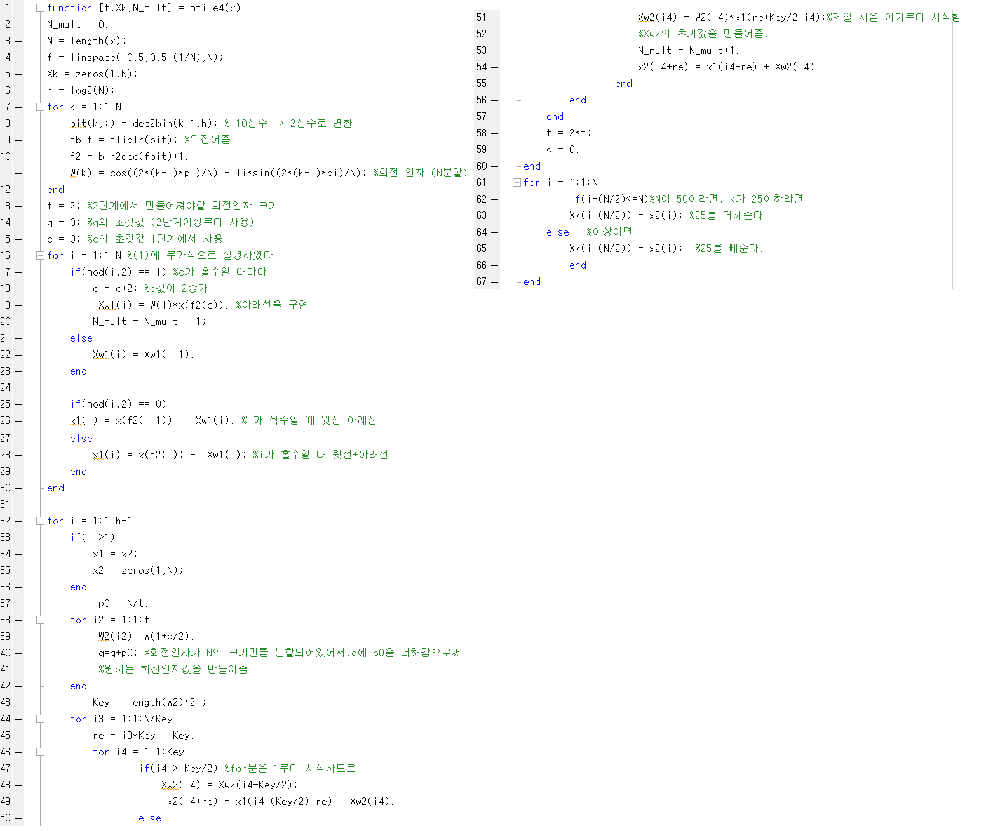 1 function [f,Xk,N_mult] = mfile4(x)
2 N_mult = 0;
3 N = length(x);
4 f = linspace(-0.5,0.5-(1/N),N);
5 Xk = zeros(1,N);
6 h = log2(N);
7 for k = 1:1:N
8 bit(k,:) = dec2bin(k-1,h); % 10진수 -> 2진수로 변환
9 fbit = fliplr(bit); %뒤집어줌
10 f2 = bin2dec(fbit)+1;
11 W(k) = cos((2*(k-1)*pi)/N) - 1i*sin((2*(k-1)*pi)/N); %회전 인자 (N분할)
12 end
13 t = 2; %2단계에서 만들어져야할 회전인자 크기
14 q = 0; %q의 초깃값 (2단계이상부터 사용)
15 c = 0; %c의 초깃값 1단계에서 사용
16 for i = 1:1:N %(1)에 부가적으로 설명하였다.
17 if(mod(i,2) == 1) %c가 홀수일 때마다
18 c = c+2; %c값이 2증가
19 Xw1(i) = W(1)*x(f2(c)); %아래선을 구현
20 N_mult = N_mult + 1;
21 else
22 Xw1(i) = Xw1(i-1);
23 end
24
25 if(mod(i,2) == 0)
26 x1(i) = x(f2(i-1)) - Xw1(i); %i가 짝수일 때 윗선-아래선
27 else
28 x1(i) = x(f2(i)) + Xw1(i); %i가 홀수일 때 윗선+아래선
29 end
30 end
31
32 for i = 1:1:h-1
33 if(i >1)
34 x1 = x2;
35 x2 = zeros(1,N);
36 end
37 p0 = N/t;
38 for i2 = 1:1:t
39 W2(i2)= W(1+q/2);
40 q=q+p0; %회전인자가 N의 크기만큼 분할되어있어서,q에 p0을 더해감으로써
41 %원하는 회전인자값을 만들어줌
42 end
43 Key = length(W2)*2 ;
44 for i3 = 1:1:N/Key
45 re = i3*Key - Key;
46 for i4 = 1:1:Key
47 if(i4 > Key/2) %for문은 1부터 시작하므로
48 Xw2(i4) = Xw2(i4-Key/2);
49 x2(i4+re) = x1(i4-(Key/2)+re) - Xw2(i4);
50 else
51 Xw2(i4) = W2(i4)*x1(re+Key/2+i4);%제일 처음 여기부터 시작함
52 %Xw2의 초기값을 만들어줌.
53 N_mult = N_mult+1;
54 x2(i4+re) = x1(i4+re) + Xw2(i4);
55 end
56 end
57 end
58 t = 2*t;
59 q = 0;
60 end
61 for i = 1:1:N
62 if(i+(N/2)<=N)%N이 50이라면, k가 25이하라면
63 Xk(i+(N/2)) = x2(i); %25를 더해준다
64 else %이상이면
65 Xk(i-(N/2)) = x2(i); %25를 빼준다.
66 end
67 end